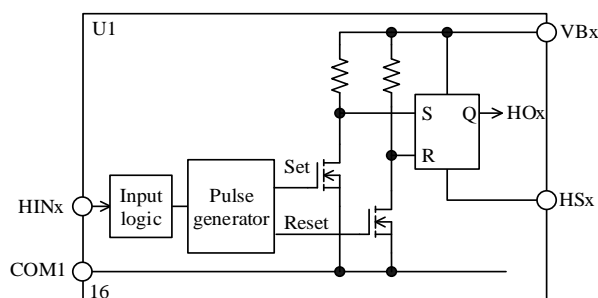 U1
VBx
S
Q
HOx
R
Set
Input
logic
Pulse
generator
HINx
HSx
Reset
COM1
16